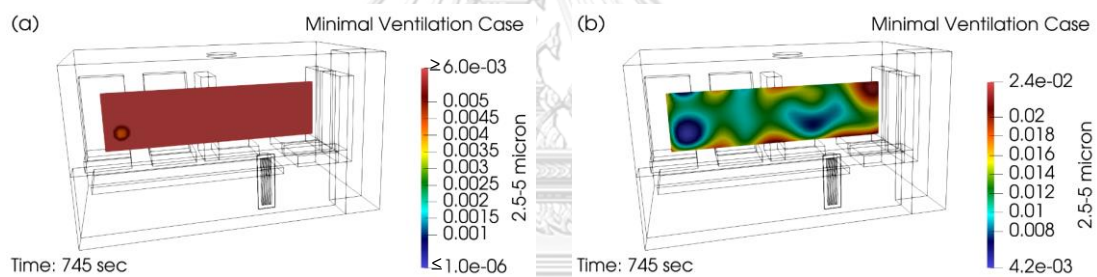 (a)
Minimal Ventilation Case
≥ 6.0e-03
0.005
0.0045
0.004
0.0035
0.003
0.0025
0.002
0.0015
0.001
≤ 1.0e-06
2.5-5 micron
Time: 745 sec
(b)
Minimal Ventilation Case
2.4e-02
0.02
0.018
0.016
0.014
0.012
0.01
0.008
4.2e-03
2.5-5 micron
Time: 745 sec